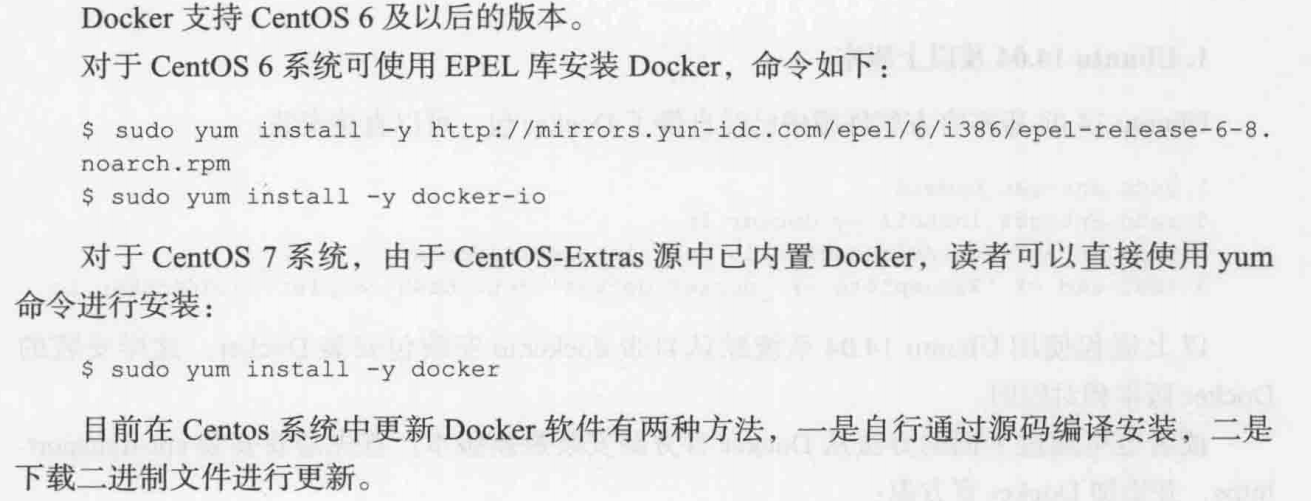 Docker 支持 CentOS 6 及以后的版本。
对于 CentOS 6 系统可使用 EPEL 库安装 Docker，命令如下：
$ sudo yum install -y http://mirrors.yun-idc.com/epel/6/i386/epel-release-6-8.
noarch.rpm
$ sudo yum install -y docker-io
对于 CentOS 7 系统，由于 CentOS-Extras 源中已内置 Docker，读者可以直接使用 yum
命令进行安装：
$ sudo yum install -y docker
目前在 Centos 系统中更新 Docker 软件有两种方法，一是自行通过源码编译安装，二是
下载二进制文件进行更新。